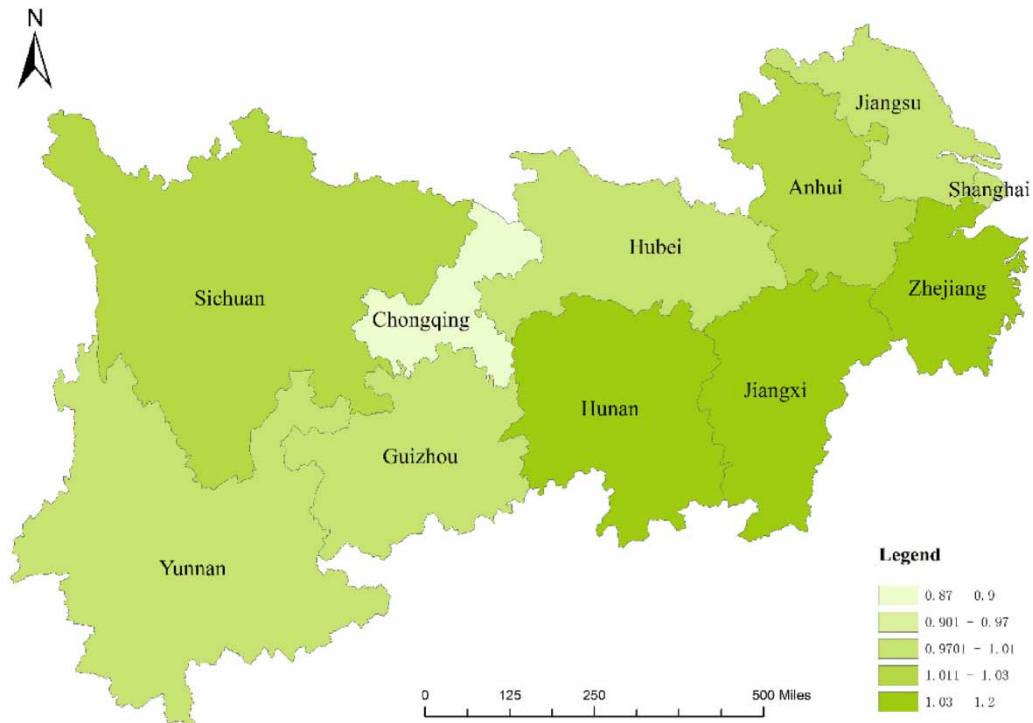 N
Jiangsu
Anhui
Shanghai
Hubei
Zhejiang
Sichuan
Chongqing
Jiangxi
Hunan
Guizhou
Yunnan
Legend
0.87 0.9
0.901 - 0.97
0.9701 - 1.01
1.011 - 1.03
1.03 1.2
0 125 250 500 Miles